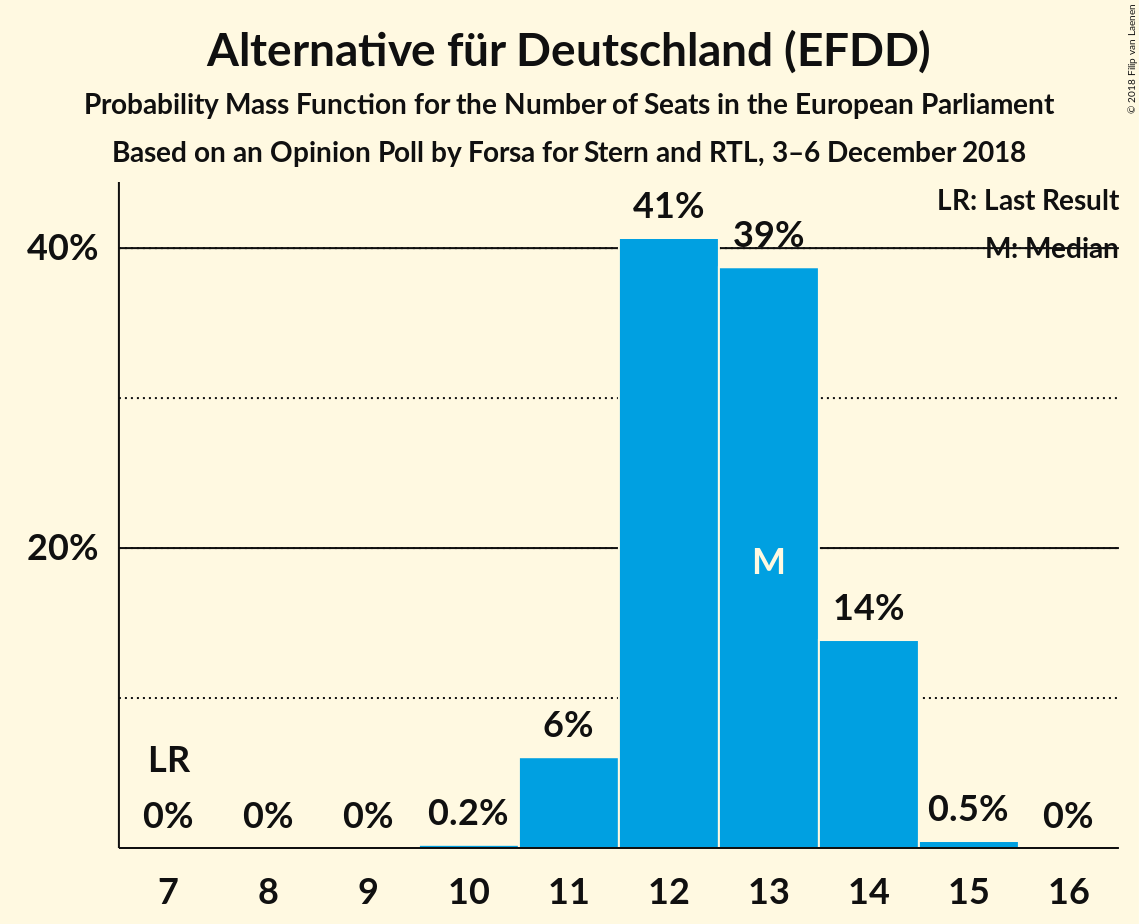 Alternative für Deutschland (EFDD)
Probability Mass Function for the Number of Seats in the European Parliament
Based on an Opinion Poll by Forsa for Stern and RTL, 3–6 December 2018
© 2018 Filip van Laenen
LR: Last Result
M: Median
40%
20%
LR
0%
0%
0%
0.2%
6%
41%
39%
M
14%
0.5%
0%
7 8 9 10 11 12 13 14 15 16